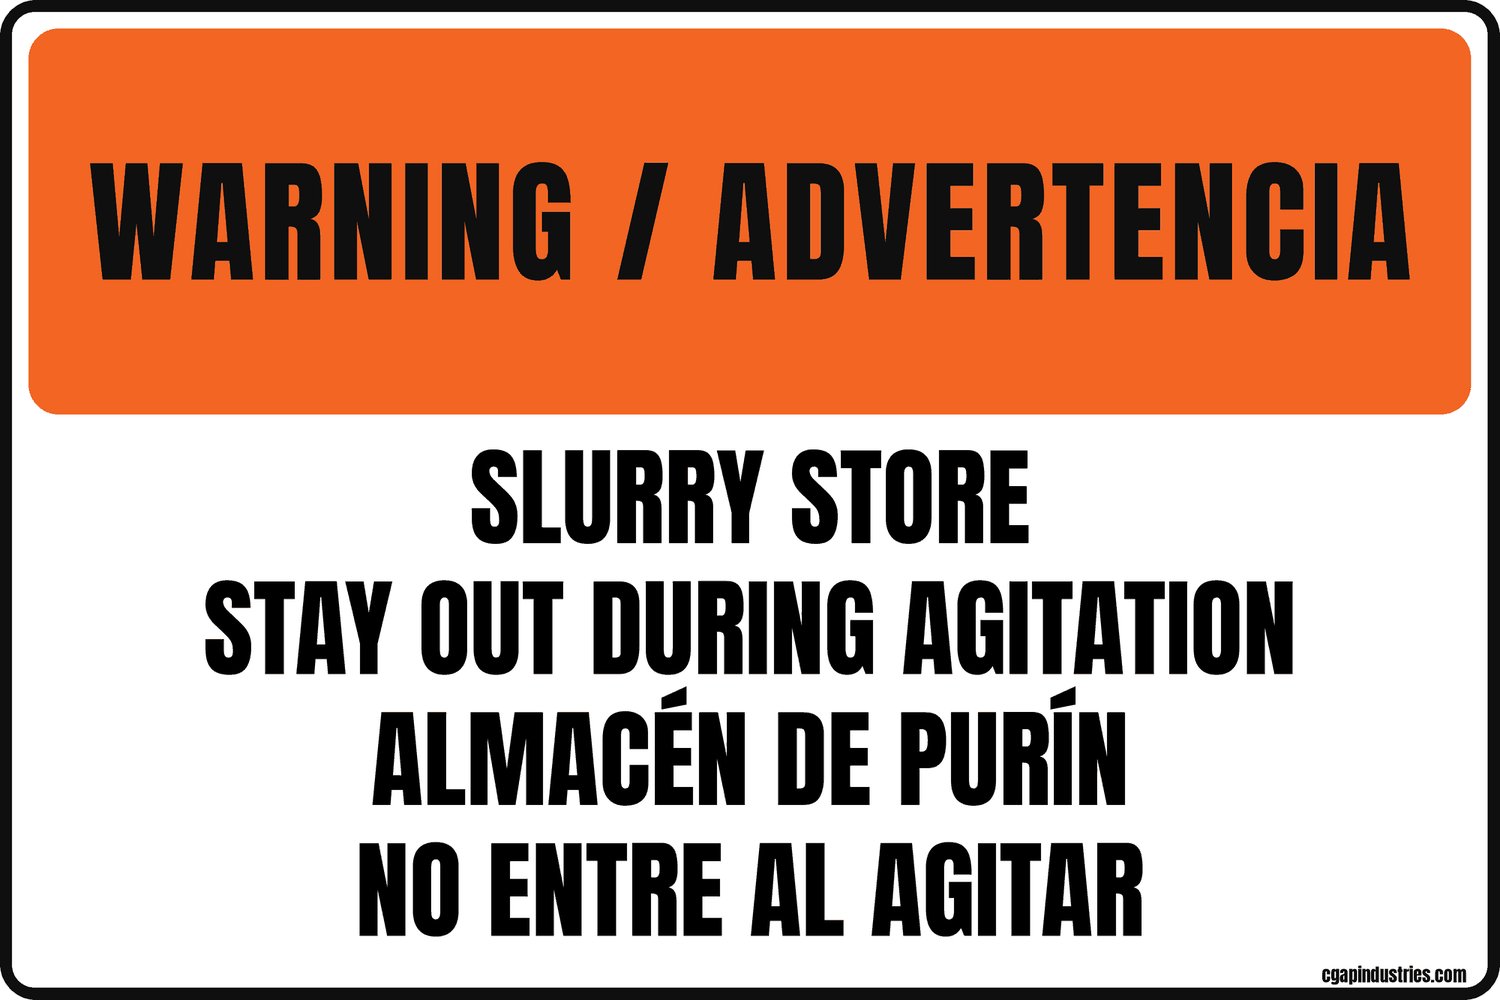 WARNING / ADVERTENCIA
SLURRY STORE
STAY OUT DURING AGITATION
ALMACÉN DE PURÍN
NO ENTRE AL AGITAR
cgapindustries.com